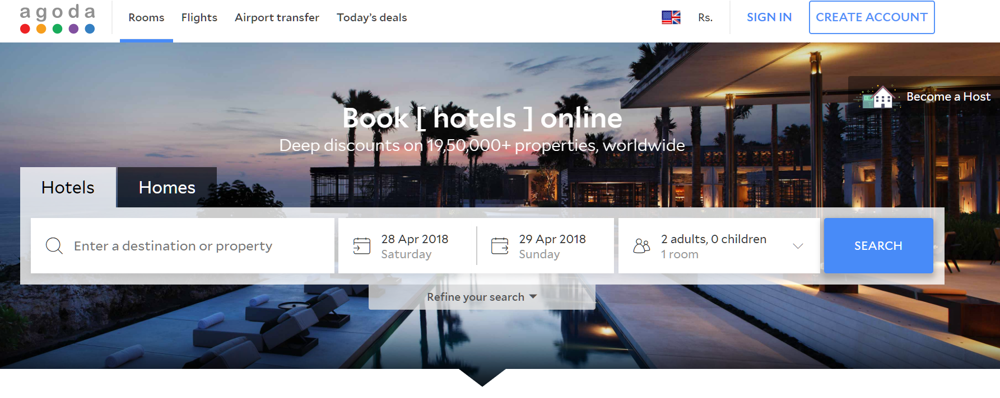 agoda
Rooms Flights Airport transfer Today's deals Rs. SIGN IN CREATE ACCOUNT
Become a Host
Book [ hotels ] online
Deep discounts on 19,50,000+ properties, worldwide
Hotels Homes
Enter a destination or property
28 Apr 2018
Saturday
29 Apr 2018
Sunday
2 adults, 0 children
1 room
SEARCH
Refine your search